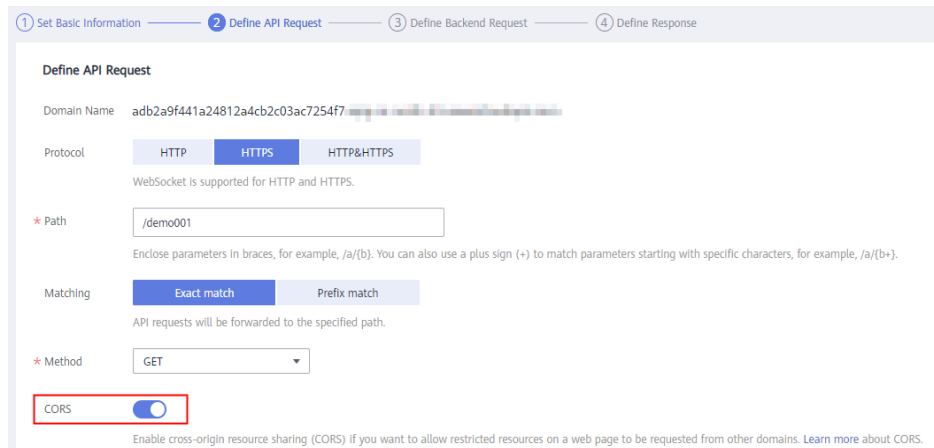 1 Set Basic Information 2 Define API Request 3 Define Backend Request 4 Define Response
Define API Request
Domain Name adb2a9f441a24812a4cb2c03ac7254f7
Protocol HTTP HTTPS HTTP&HTTPS
WebSocket is supported for HTTP and HTTPS.
* Path /demo001
Enclose parameters in braces, for example, /a/{b}. You can also use a plus sign (+) to match parameters starting with specific characters, for example, /a/{b+}.
Matching Exact match Prefix match
API requests will be forwarded to the specified path.
* Method GET
CORS
Enable cross-origin resource sharing (CORS) if you want to allow restricted resources on a web page to be requested from other domains. Learn more about CORS.